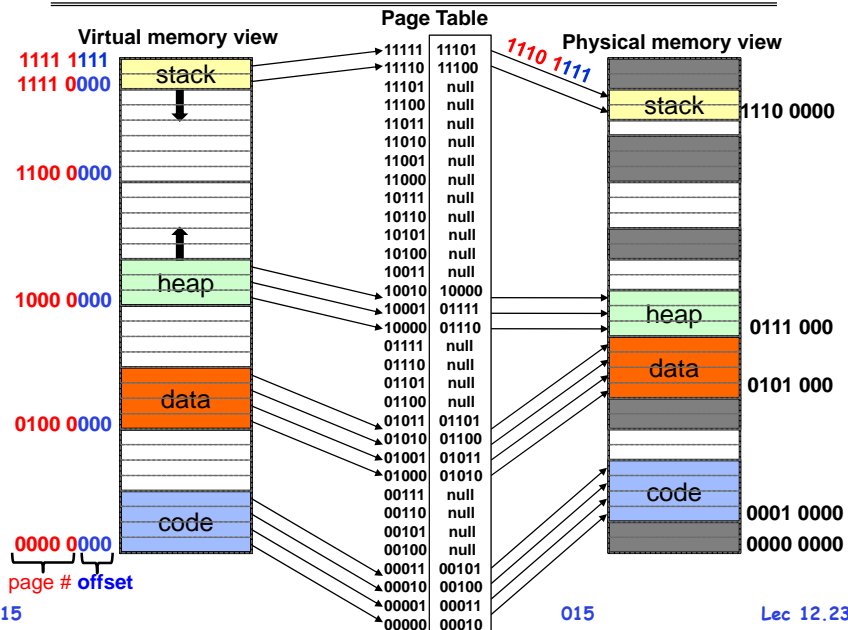 Page Table
Virtual memory view
Physical memory view
1111 1111
1111 0000
1100 0000
1000 0000
0100 0000
0000 0000
page # offset
stack
heap
data
code
11111 11101
11110 11100
11101 null
11100 null
11011 null
11010 null
11001 null
11000 null
10111 null
10110 null
10101 null
10100 null
10011 null
10010 10000
10001 01111
10000 01110
01111 null
01110 null
01101 null
01100 null
01011 01101
01010 01100
01001 01011
01000 01010
00111 null
00110 null
00101 null
00100 null
00011 00101
00010 00100
00001 00011
00000 00010
1110 1111
stack
1110 0000
heap
0111 000
data
0101 000
code
0001 0000
0000 0000
15
015
Lec 12.23